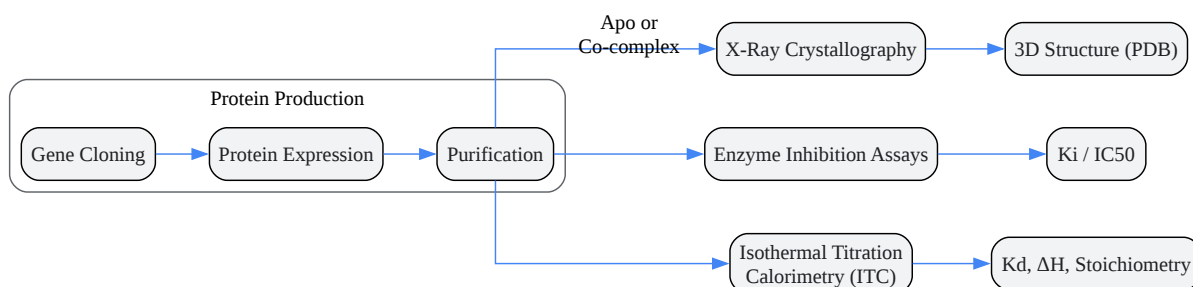 Apo or
Co-complex
X-Ray Crystallography
3D Structure (PDB)
Protein Production
Gene Cloning
Protein Expression
Purification
Enzyme Inhibition Assays
Ki / IC50
Isothermal Titration
Calorimetry (ITC)
Kd, ΔH, Stoichiometry